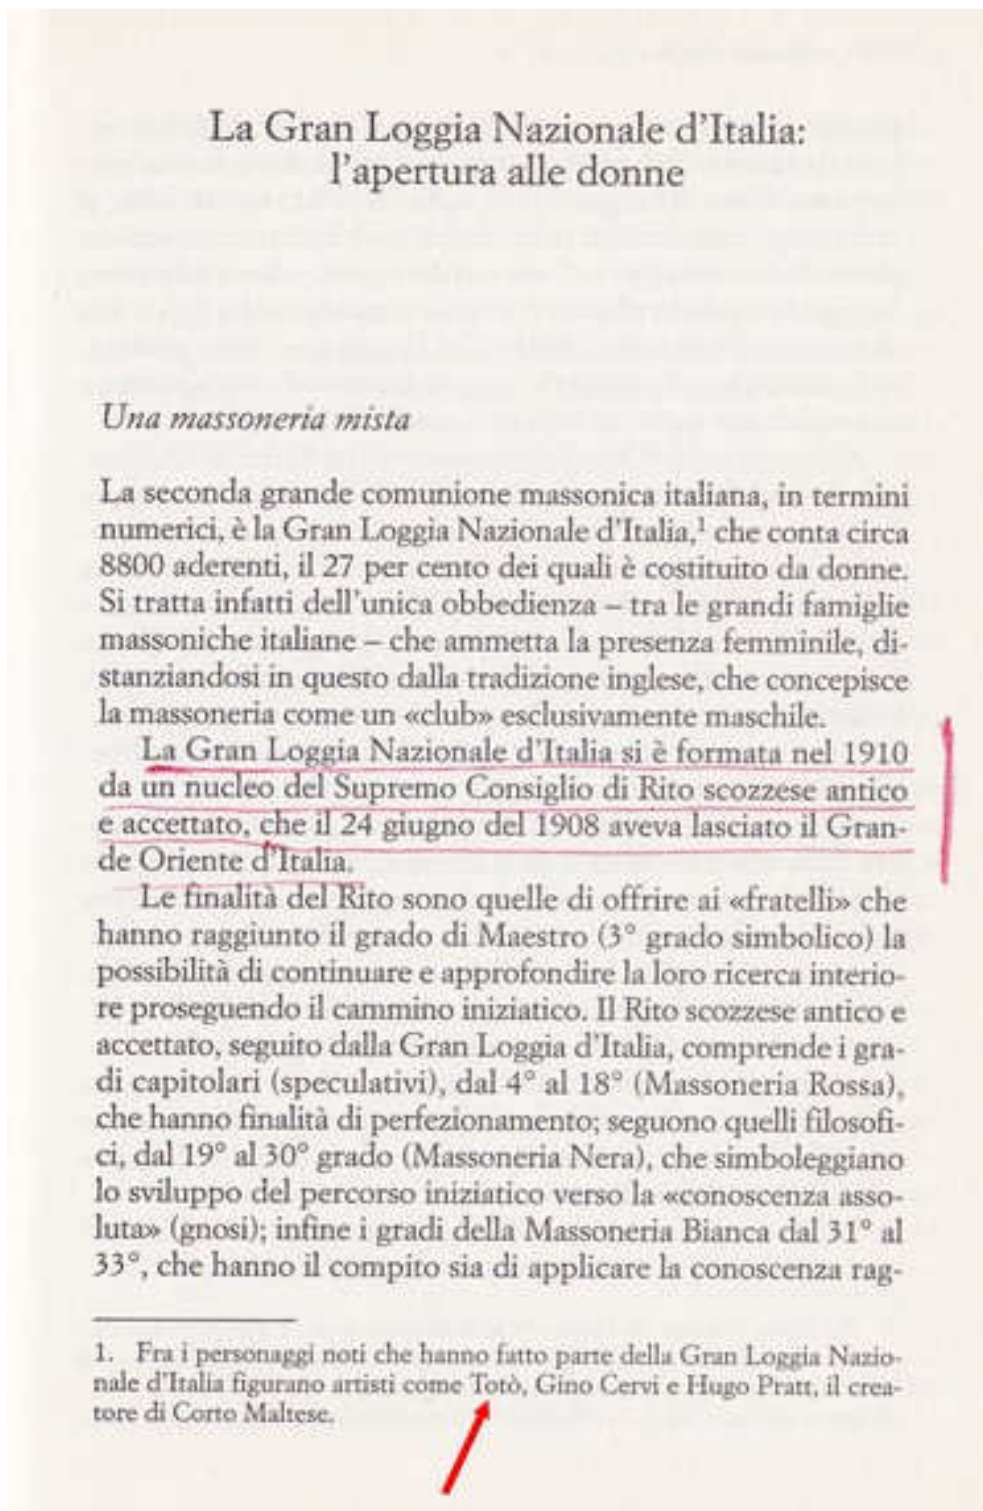 La Gran Loggia Nazionale d'Italia:
l'apertura alle donne
Una massoneria mista
La seconda grande comunione massonica italiana, in termini
numerici, è la Gran Loggia Nazionale d'Italia,¹ che conta circa
8800 aderenti, il 27 per cento dei quali è costituito da donne.
Si tratta infatti dell'unica obbedienza – tra le grandi famiglie
massoniche italiane – che ammetta la presenza femminile, di-
stanziandosi in questo dalla tradizione inglese, che concepisce
la massoneria come un «club» esclusivamente maschile.
La Gran Loggia Nazionale d'Italia si è formata nel 1910
da un nucleo del Supremo Consiglio di Rito scozzese antico
e accettato, che il 24 giugno del 1908 aveva lasciato il Gran-
de Oriente d'Italia.
Le finalità del Rito sono quelle di offrire ai «fratelli» che
hanno raggiunto il grado di Maestro (3° grado simbolico) la
possibilità di continuare e approfondire la loro ricerca interio-
re proseguendo il cammino iniziatico. Il Rito scozzese antico e
accettato, seguito dalla Gran Loggia d'Italia, comprende i gra-
di capitolari (speculativi), dal 4° al 18° (Massoneria Rossa),
che hanno finalità di perfezionamento; seguono quelli filosofi-
ci, dal 19° al 30° grado (Massoneria Nera), che simboleggiano
lo sviluppo del percorso iniziatico verso la «conoscenza asso-
luta» (gnosi); infine i gradi della Massoneria Bianca dal 31° al
33°, che hanno il compito sia di applicare la conoscenza rag-
1. Fra i personaggi noti che hanno fatto parte della Gran Loggia Nazio-
nale d'Italia figurano artisti come Totò, Gino Cervi e Hugo Pratt, il crea-
tore di Corto Maltese.